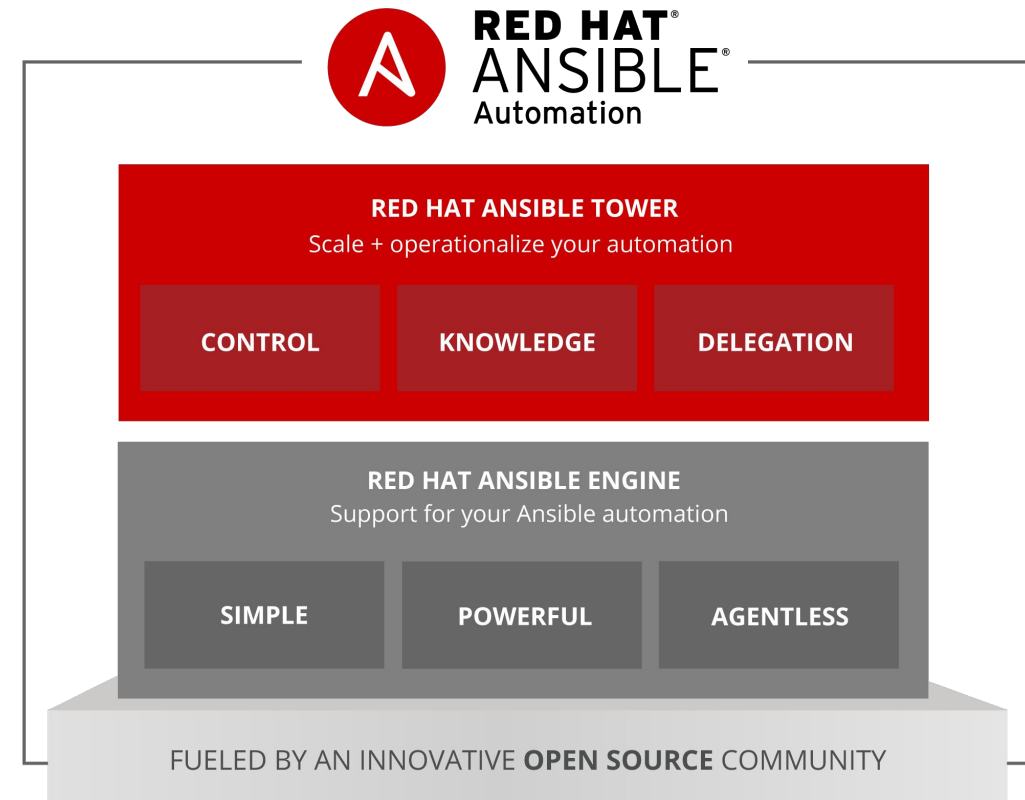 RED HAT®
ANSIBLE®
Automation
RED HAT ANSIBLE TOWER
Scale + operationalize your automation
CONTROL
KNOWLEDGE
DELEGATION
RED HAT ANSIBLE ENGINE
Support for your Ansible automation
SIMPLE
POWERFUL
AGENTLESS
FUELED BY AN INNOVATIVE OPEN SOURCE COMMUNITY